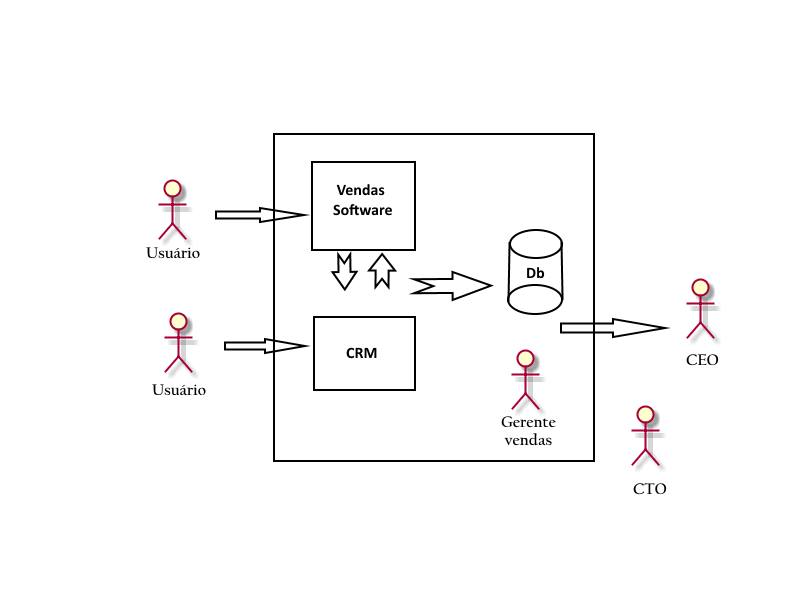 Vendas
Software
Usuário
Db
CRM
Usuário
CEO
Gerente
vendas
CTO